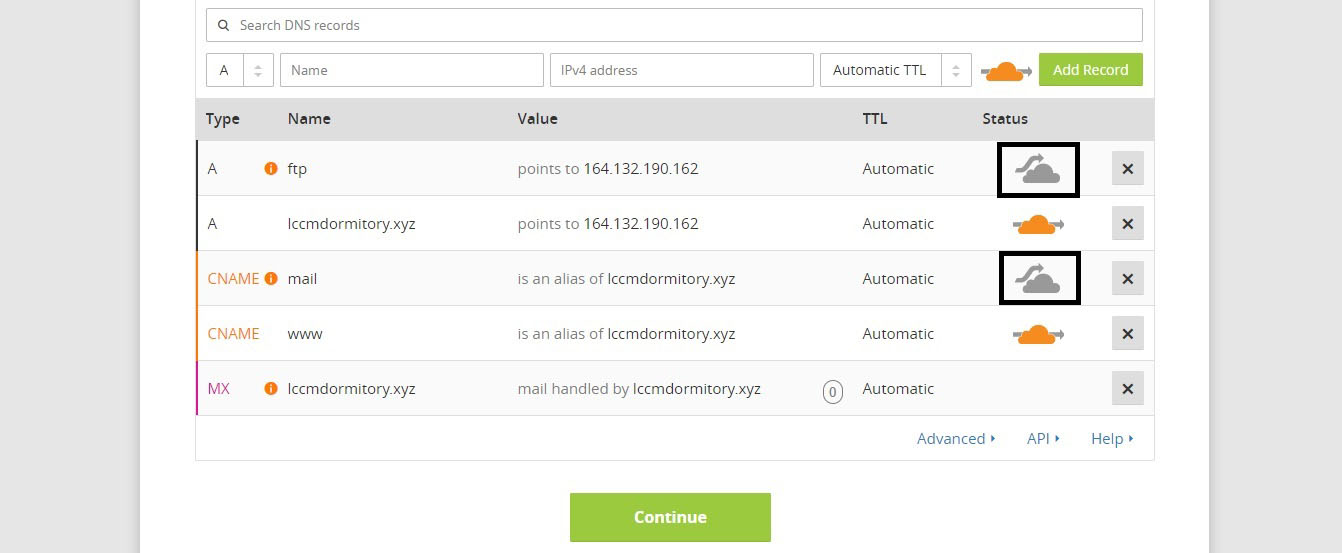 Search DNS records
A Name IPv4 address Automatic TTL Add Record
Type Name Value TTL Status
A ftp points to 164.132.190.162 Automatic
A lccmdormitory.xyz points to 164.132.190.162 Automatic
CNAME mail is an alias of lccmdormitory.xyz Automatic
CNAME www is an alias of lccmdormitory.xyz Automatic
MX lccmdormitory.xyz mail handled by lccmdormitory.xyz 0 Automatic
Advanced API Help
Continue